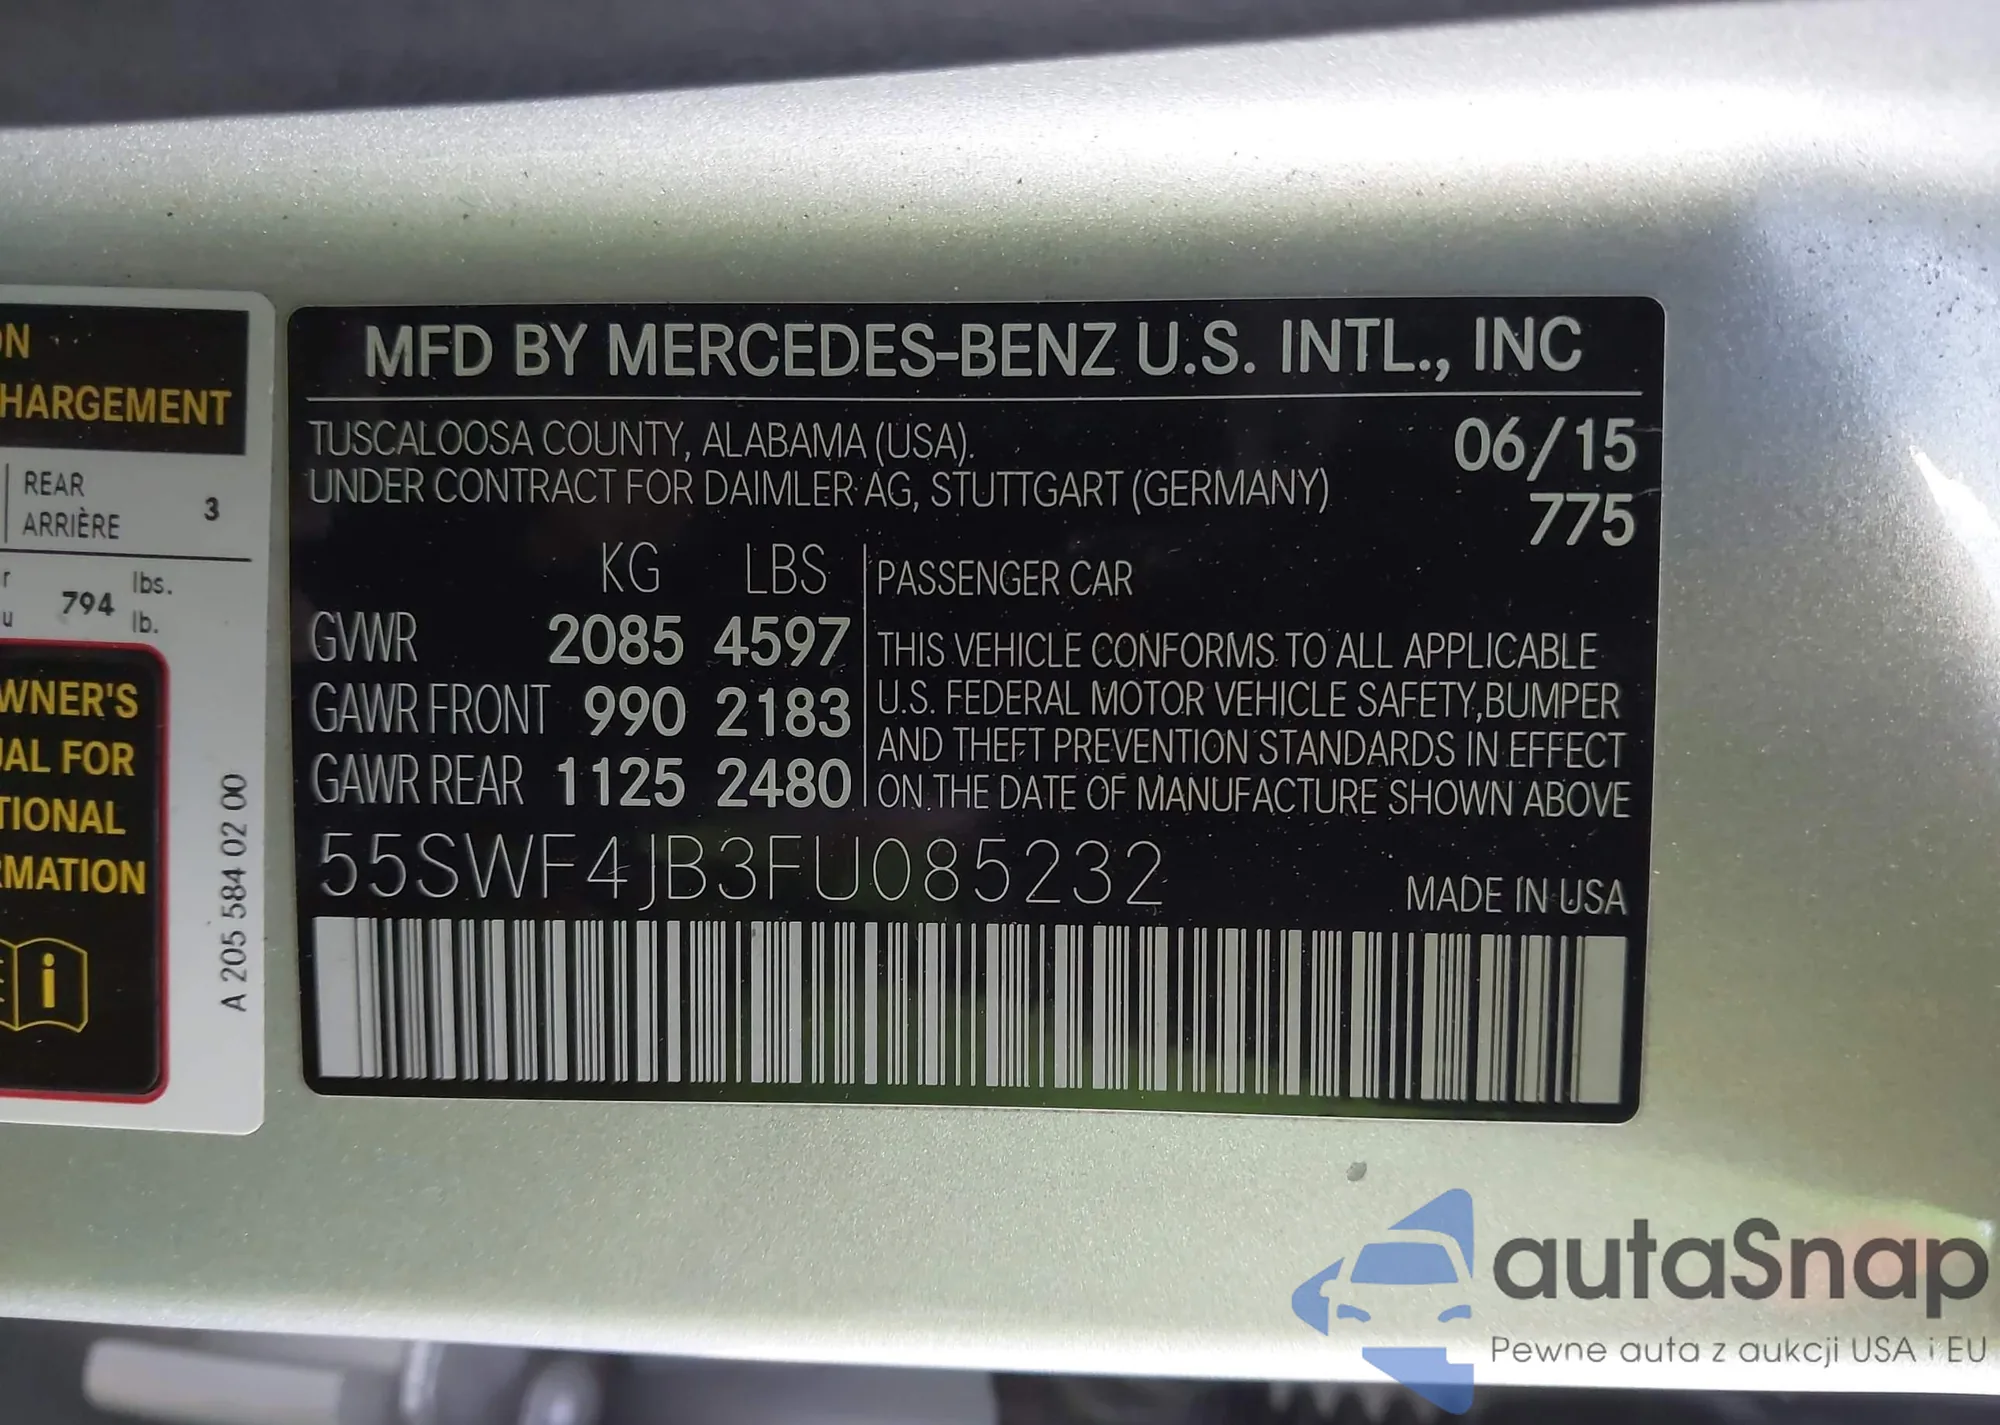 ON
HARGEMENT
REAR
ARRIÈRE 3
r 794 lbs.
u lb.
WNER'S
UAL FOR
TIONAL
RMATION
i
A 205 584 02 00
MFD BY MERCEDES-BENZ U.S. INTL., INC
TUSCALOOSA COUNTY, ALABAMA (USA). 06/15
UNDER CONTRACT FOR DAIMLER AG, STUTTGART (GERMANY) 775
KG LBS
GVWR 2085 4597
GAWR FRONT 990 2183
GAWR REAR 1125 2480
PASSENGER CAR
THIS VEHICLE CONFORMS TO ALL APPLICABLE
U.S. FEDERAL MOTOR VEHICLE SAFETY, BUMPER
AND THEFT PREVENTION STANDARDS IN EFFECT
ON THE DATE OF MANUFACTURE SHOWN ABOVE
55SWF4JB3FU085232
MADE IN USA
autaSnap
Pewne auta z aukcji USA i EU